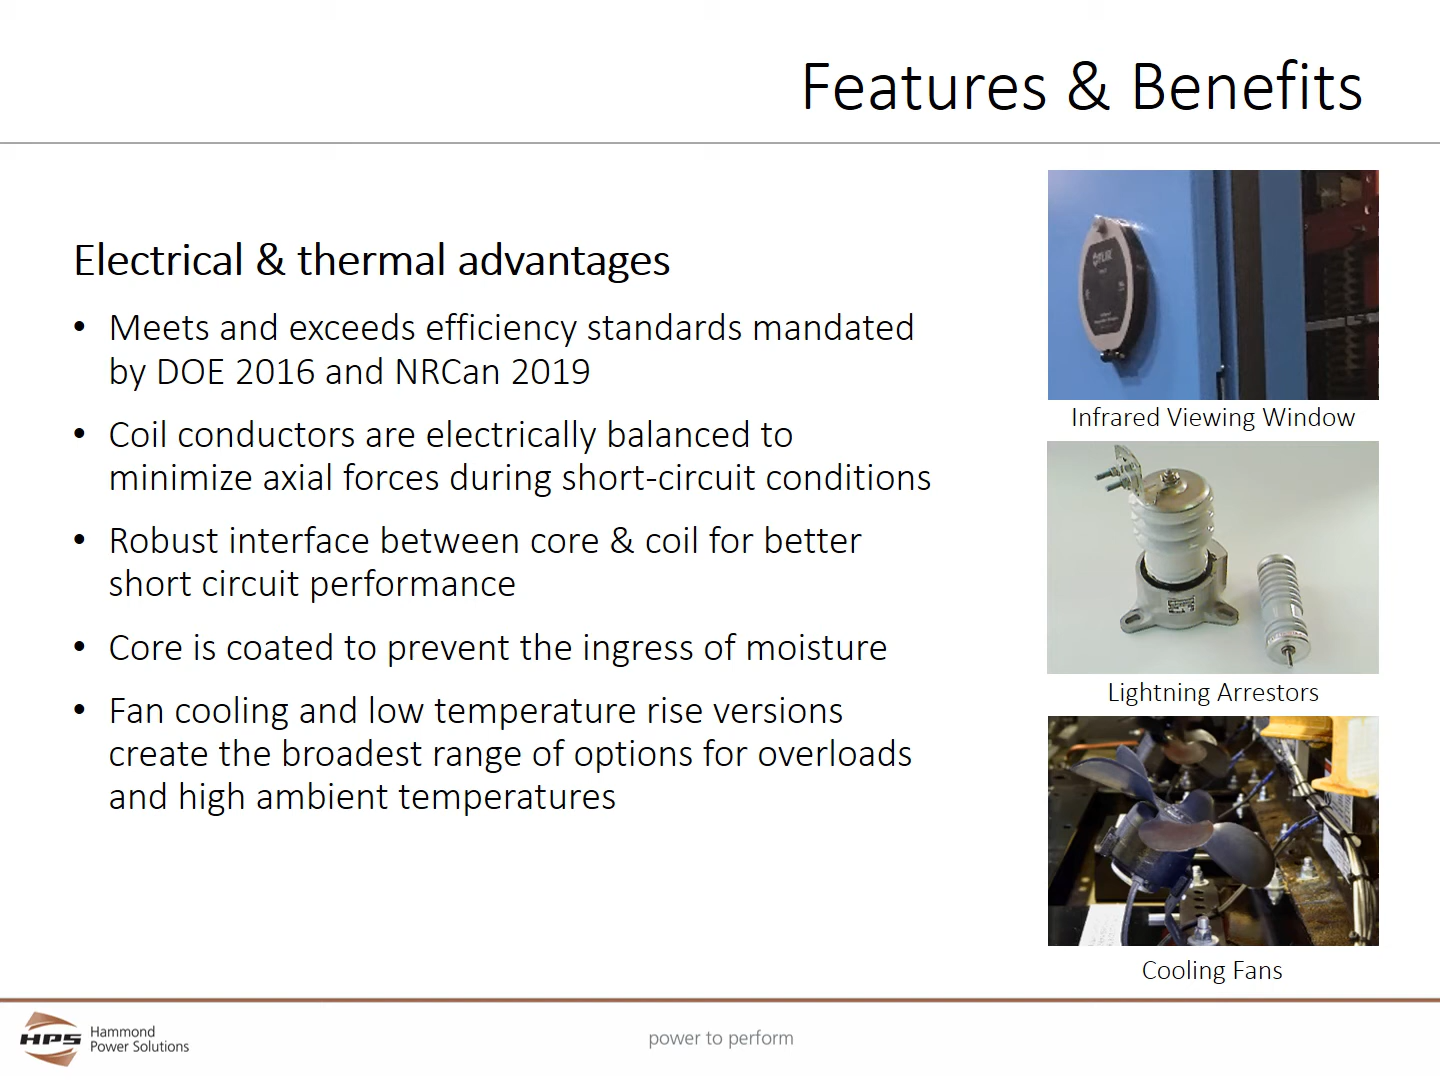 Features & Benefits
Electrical & thermal advantages
• Meets and exceeds efficiency standards mandated
by DOE 2016 and NRCan 2019
• Coil conductors are electrically balanced to
minimize axial forces during short-circuit conditions
• Robust interface between core & coil for better
short circuit performance
• Core is coated to prevent the ingress of moisture
• Fan cooling and low temperature rise versions
create the broadest range of options for overloads
and high ambient temperatures
FLIR
Infrared Viewing Window
Lightning Arrestors
Cooling Fans
HPS
Hammond
Power Solutions
power to perform